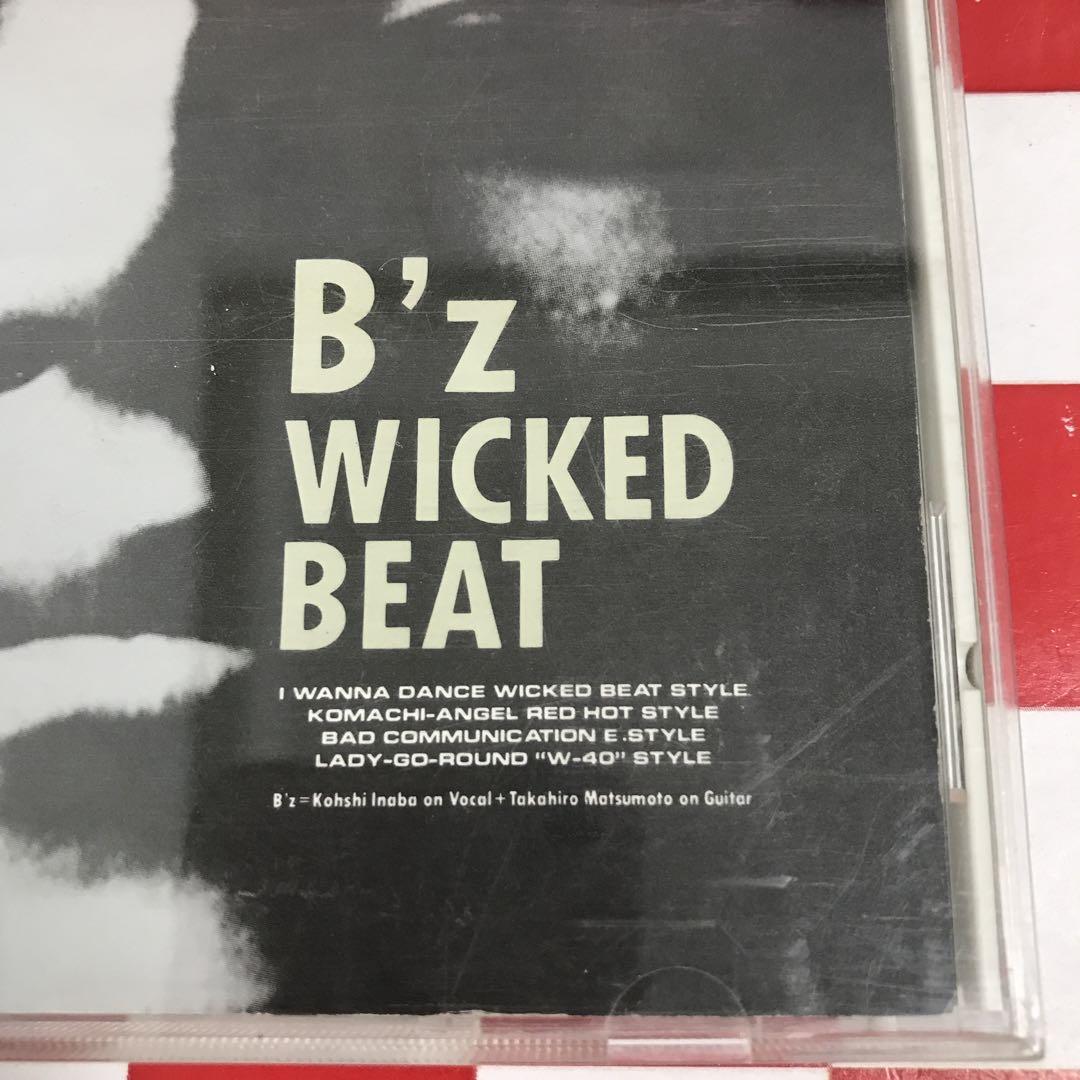 B'z
WICKED
BEAT
I WANNA DANCE WICKED BEAT STYLE
KOMACHI-ANGEL RED HOT STYLE
BAD COMMUNICATION E.STYLE
LADY-GO-ROUND "W-40" STYLE
B'z=Kohshi Inaba on Vocal+Takahiro Matsumoto on Guitar